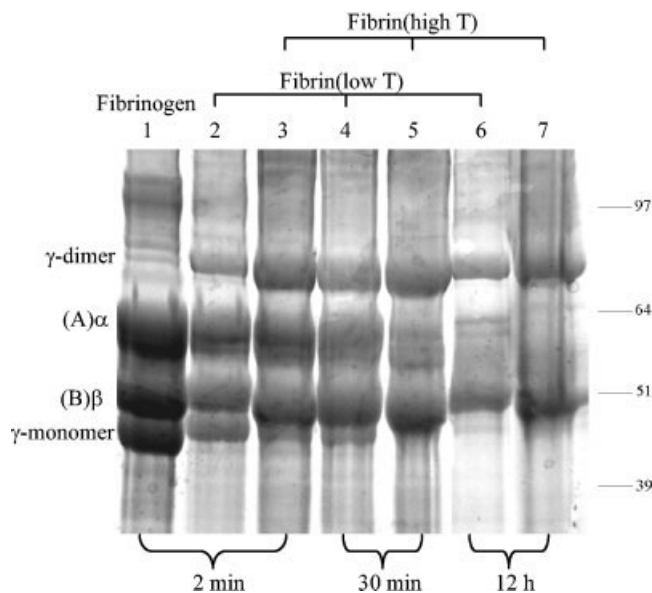 Fibrin(high T)
Fibrin(low T)
Fibrinogen
1 2 3 4 5 6 7
97
γ-dimer
64
(A)α
51
(B)β
γ-monomer
39
2 min 30 min 12 h